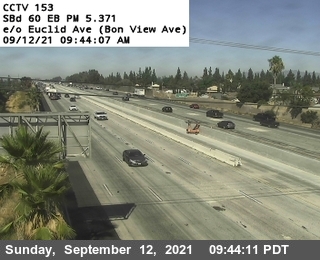 CCTV 153
SBd 60 EB PM 5.371
e/o Euclid Ave (Bon View Ave)
09/12/21 09:44:07 AM
Sunday, September 12, 2021 09:44:11 PDT